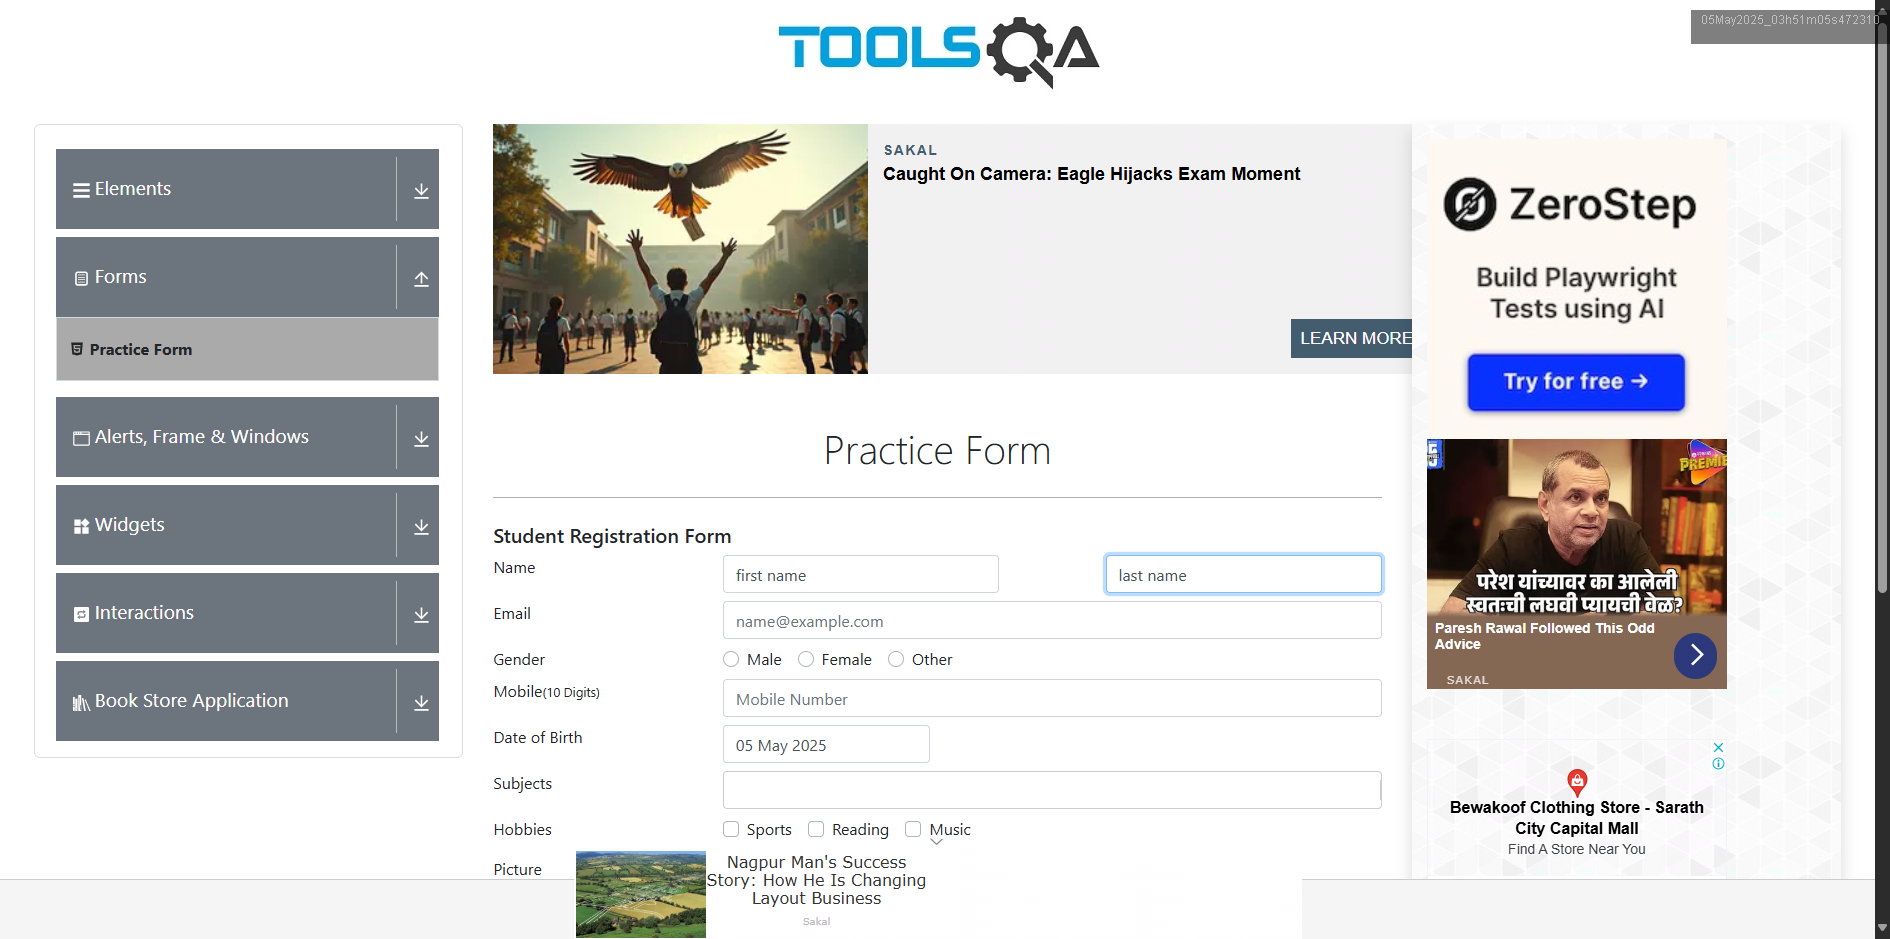 TOOLSQA
05May2025_03h51m05s472310
Elements
Forms
Practice Form
Alerts, Frame & Windows
Widgets
Interactions
Book Store Application
SAKAL
Caught On Camera: Eagle Hijacks Exam Moment
LEARN MORE
Practice Form
Student Registration Form
Name
first name
last name
Email
name@example.com
Gender
Male
Female
Other
Mobile(10 Digits)
Mobile Number
Date of Birth
05 May 2025
Subjects
Hobbies
Sports
Reading
Music
Picture
Nagpur Man's Success
Story: How He Is Changing
Layout Business
Sakal
ZeroStep
Build Playwright
Tests using AI
Try for free →
PREMIE
परेश यांच्यावर का आलेली
स्वतःची लघवी प्यायची वेळ?
Paresh Rawal Followed This Odd
Advice
SAKAL
Bewakoof Clothing Store - Sarath
City Capital Mall
Find A Store Near You